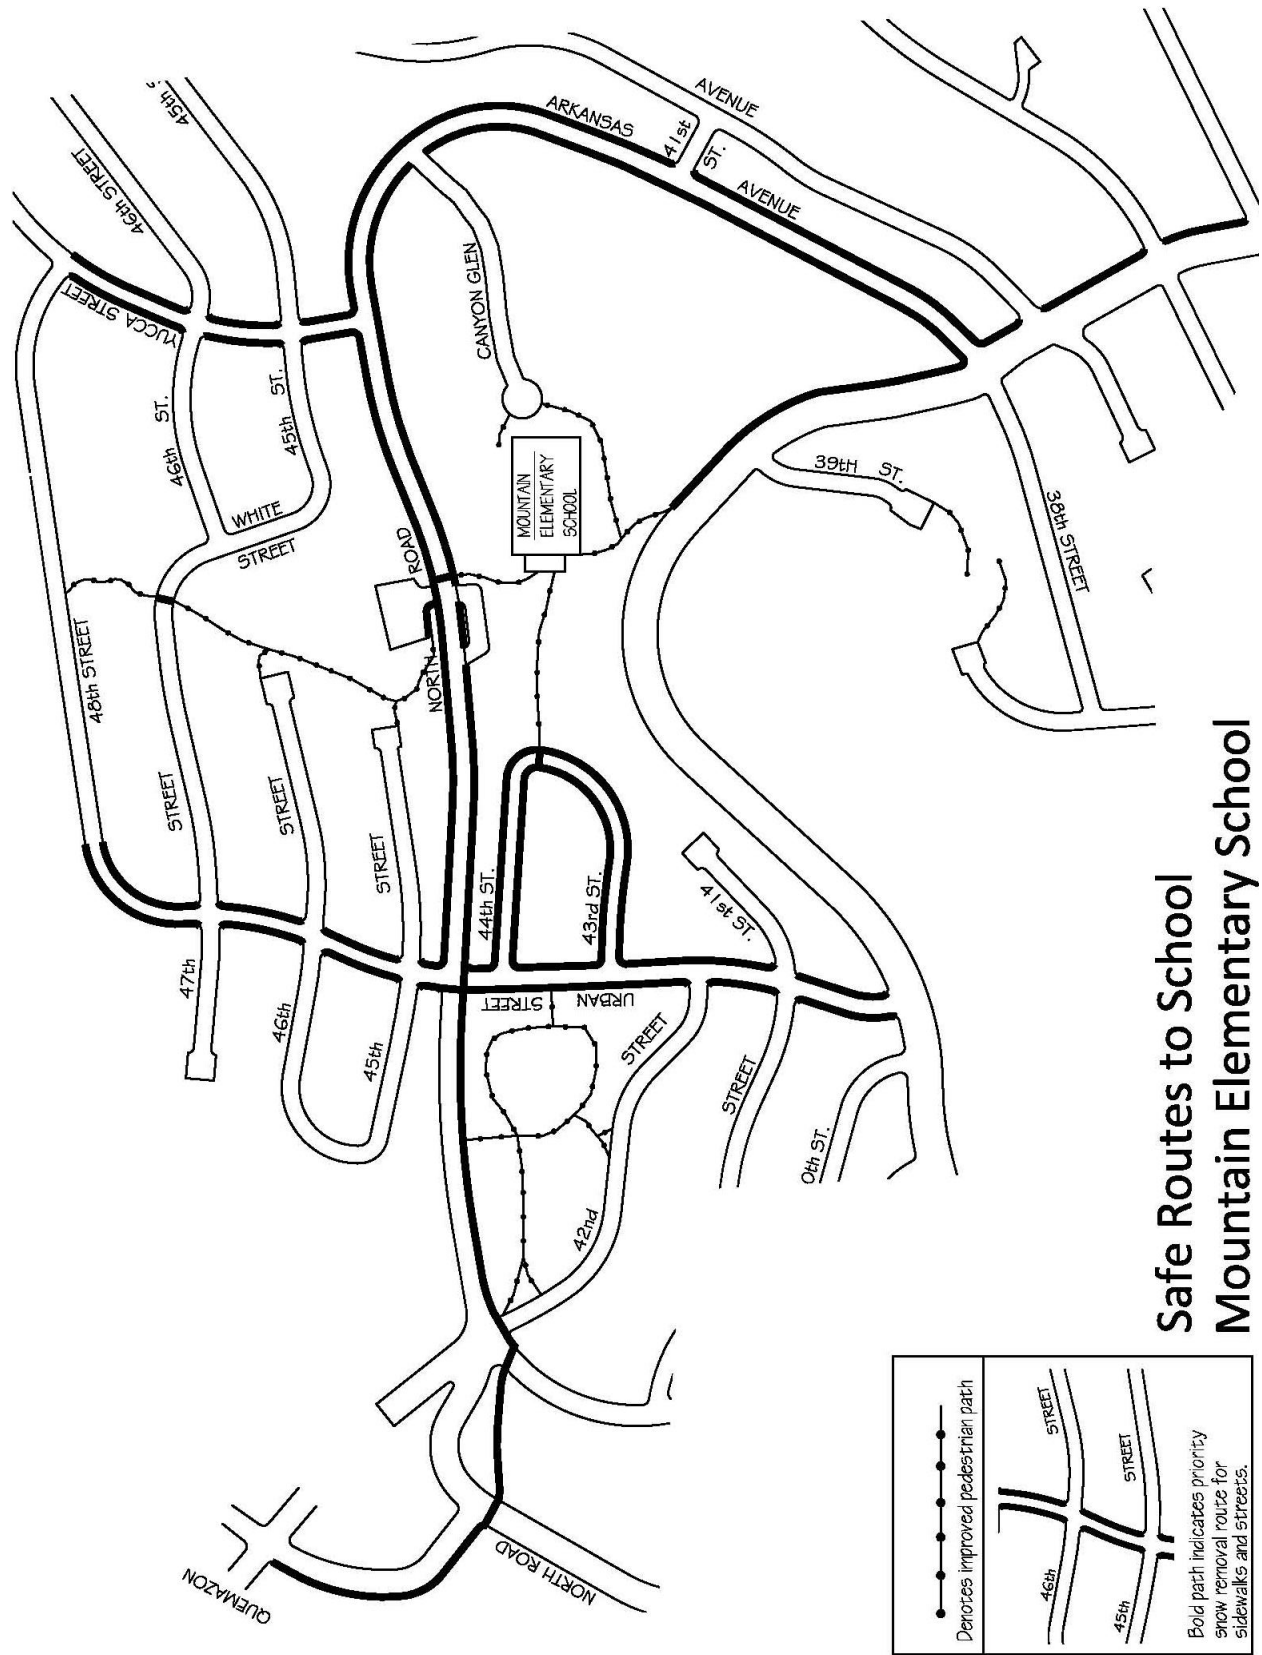 Safe Routes to School
Mountain Elementary School
QUEMAZON
NORTH ROAD
47th
STREET
46th
STREET
45th
STREET
48th STREET
NORTH
ROAD
44th ST.
43rd ST.
URBAN
STREET
42nd
STREET
STREET
41st ST.
0th ST.
WHITE
STREET
46th
ST.
45th
ST.
YUCCA STREET
46th STREET
45th S
MOUNTAIN
ELEMENTARY
SCHOOL
CANYON GLEN
ARKANSAS
AVENUE
41st
ST.
AVENUE
39tH ST.
38th STREET
Denotes improved pedestrian path
46th
STREET
45th
STREET
Bold path indicates priority
snow removal route for
sidewalks and streets.